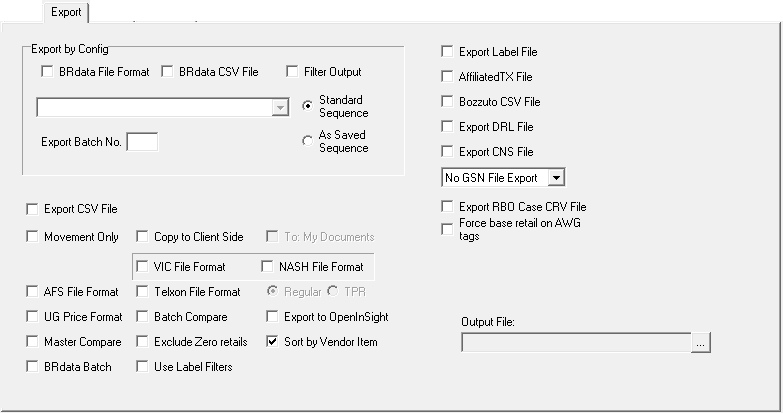 Export
Export by Config
BRdata File Format
BRdata CSV File
Filter Output
Standard
Sequence
Export Batch No.
As Saved
Sequence
Export CSV File
Movement Only
Copy to Client Side
To: My Documents
VIC File Format
NASH File Format
AFS File Format
Telxon File Format
Regular
TPR
UG Price Format
Batch Compare
Export to OpenInSight
Master Compare
Exclude Zero retails
Sort by Vendor Item
BRdata Batch
Use Label Filters
Export Label File
AffiliatedTX File
Bozzuto CSV File
Export DRL File
Export CNS File
No GSN File Export
Export RBO Case CRV File
Force base retail on AWG
tags
Output File:
...